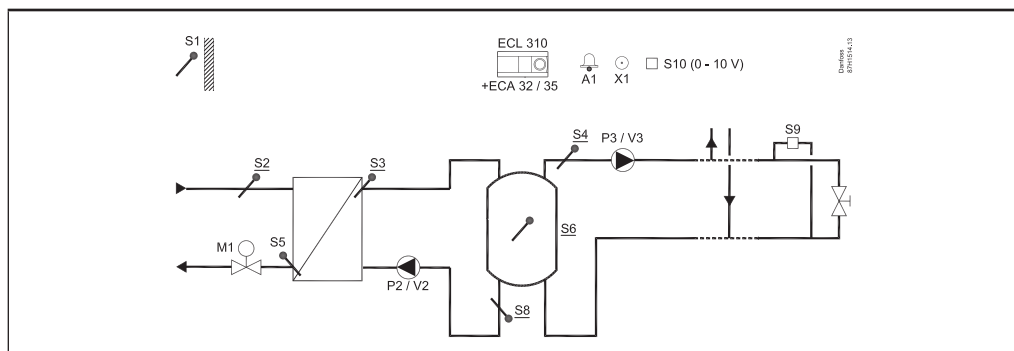 S1
ECL 310
+ECA 32 / 35
A1
X1
S10 (0 - 10 V)
Danfoss
87H1514.13
S2
S3
S4
P3 / V3
S9
S6
M1
S5
P2 / V2
S8